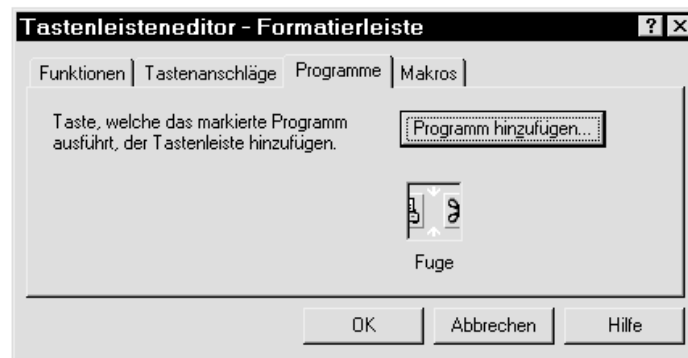 Tastenleisteneditor - Formatierleiste
Funktionen Tastenanschläge Programme Makros
Taste, welche das markierte Programm
ausführt, der Tastenleiste hinzufügen.
Programm hinzufügen...
Fuge
OK Abbrechen Hilfe